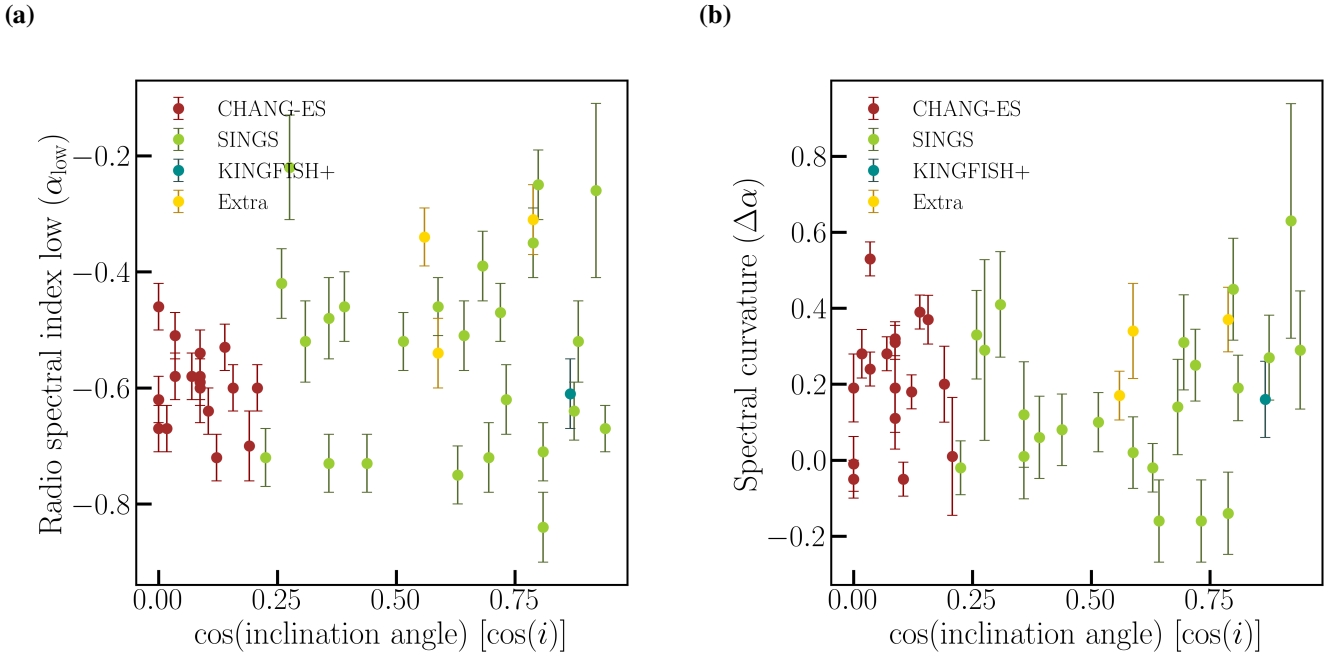 (a)
CHANG-ES
SINGS
KINGFISH+
Extra
−0.2
−0.4
−0.6
−0.8
Radio spectral index low (α_low)
0.00 0.25 0.50 0.75
cos(inclination angle) [cos(i)]
(b)
CHANG-ES
SINGS
KINGFISH+
Extra
0.8
0.6
0.4
0.2
0.0
−0.2
Spectral curvature (Δα)
0.00 0.25 0.50 0.75
cos(inclination angle) [cos(i)]